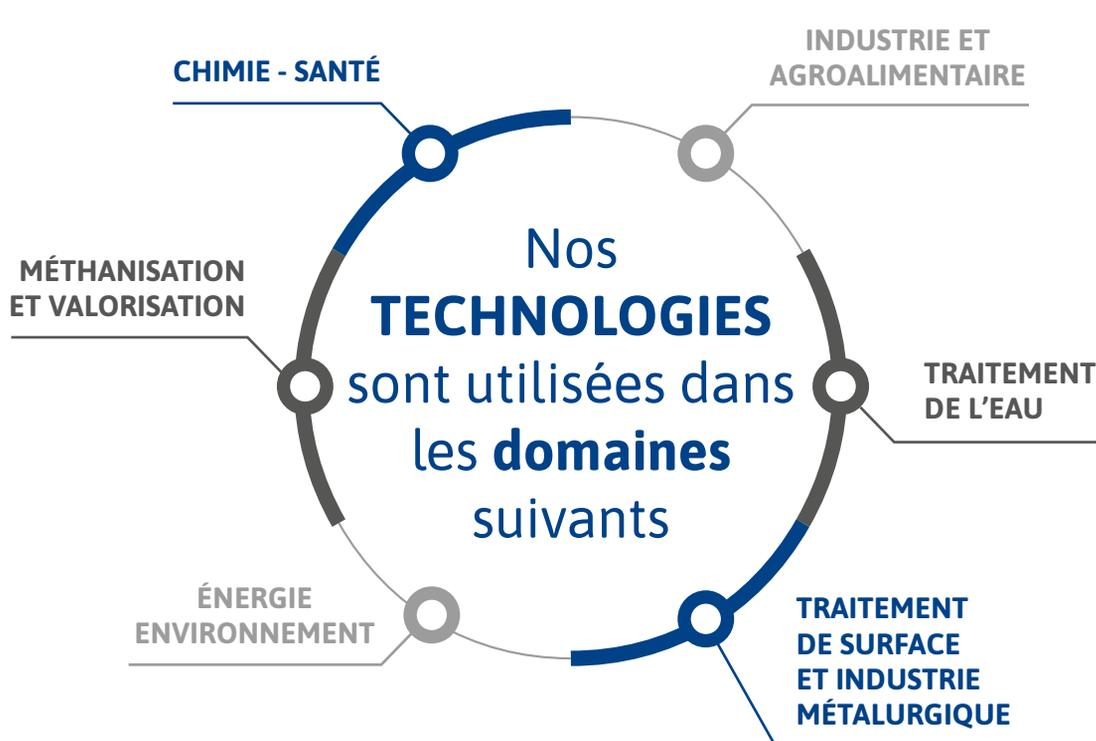 CHIMIE - SANTÉ
INDUSTRIE ET
AGROALIMENTAIRE
Nos
TECHNOLOGIES
sont utilisées dans
les domaines
suivants
MÉTHANISATION
ET VALORISATION
TRAITEMENT
DE L’EAU
ÉNERGIE
ENVIRONNEMENT
TRAITEMENT
DE SURFACE
ET INDUSTRIE
MÉTALURGIQUE